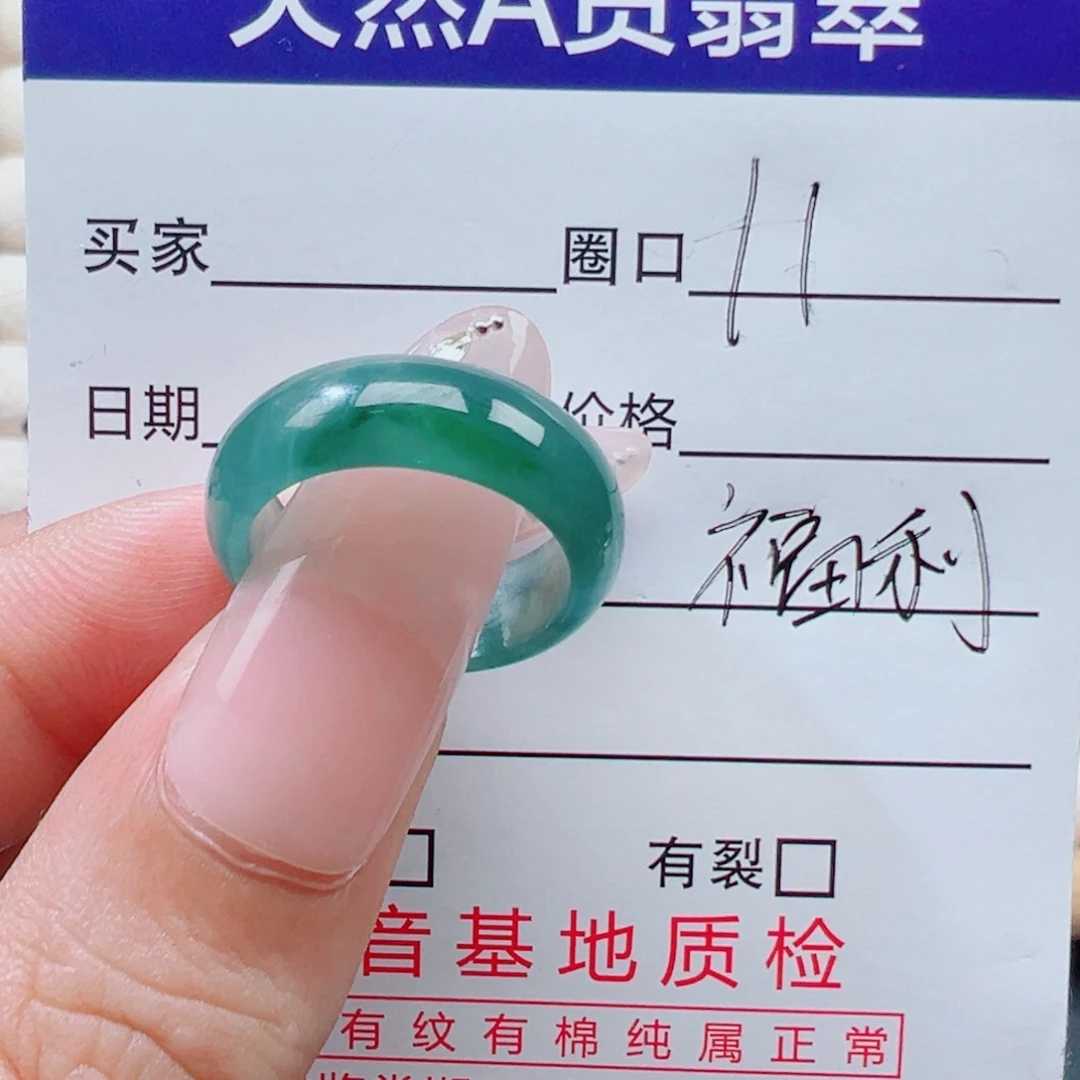 天然A货翡翠
买家 圈口 11
日期 价格
福利
有裂
音基地质检
有纹有棉纯属正常